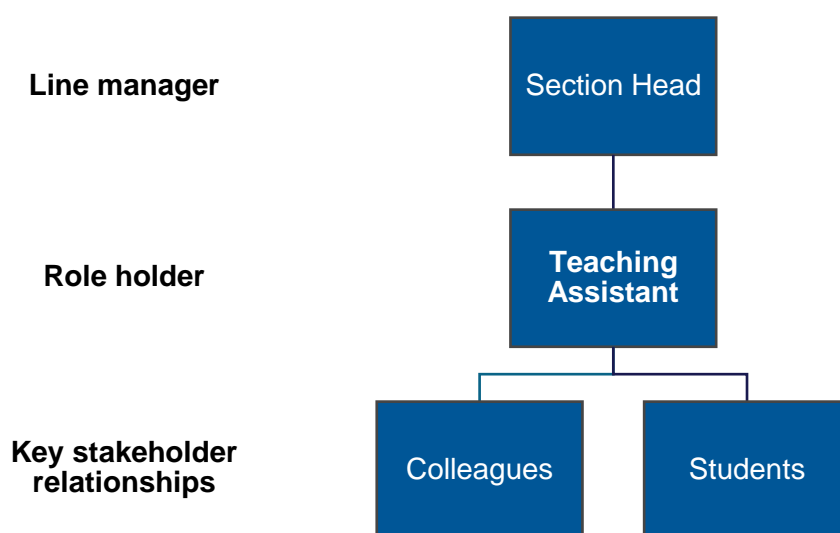 Line manager
Section Head
Role holder
Teaching
Assistant
Key stakeholder
relationships
Colleagues
Students